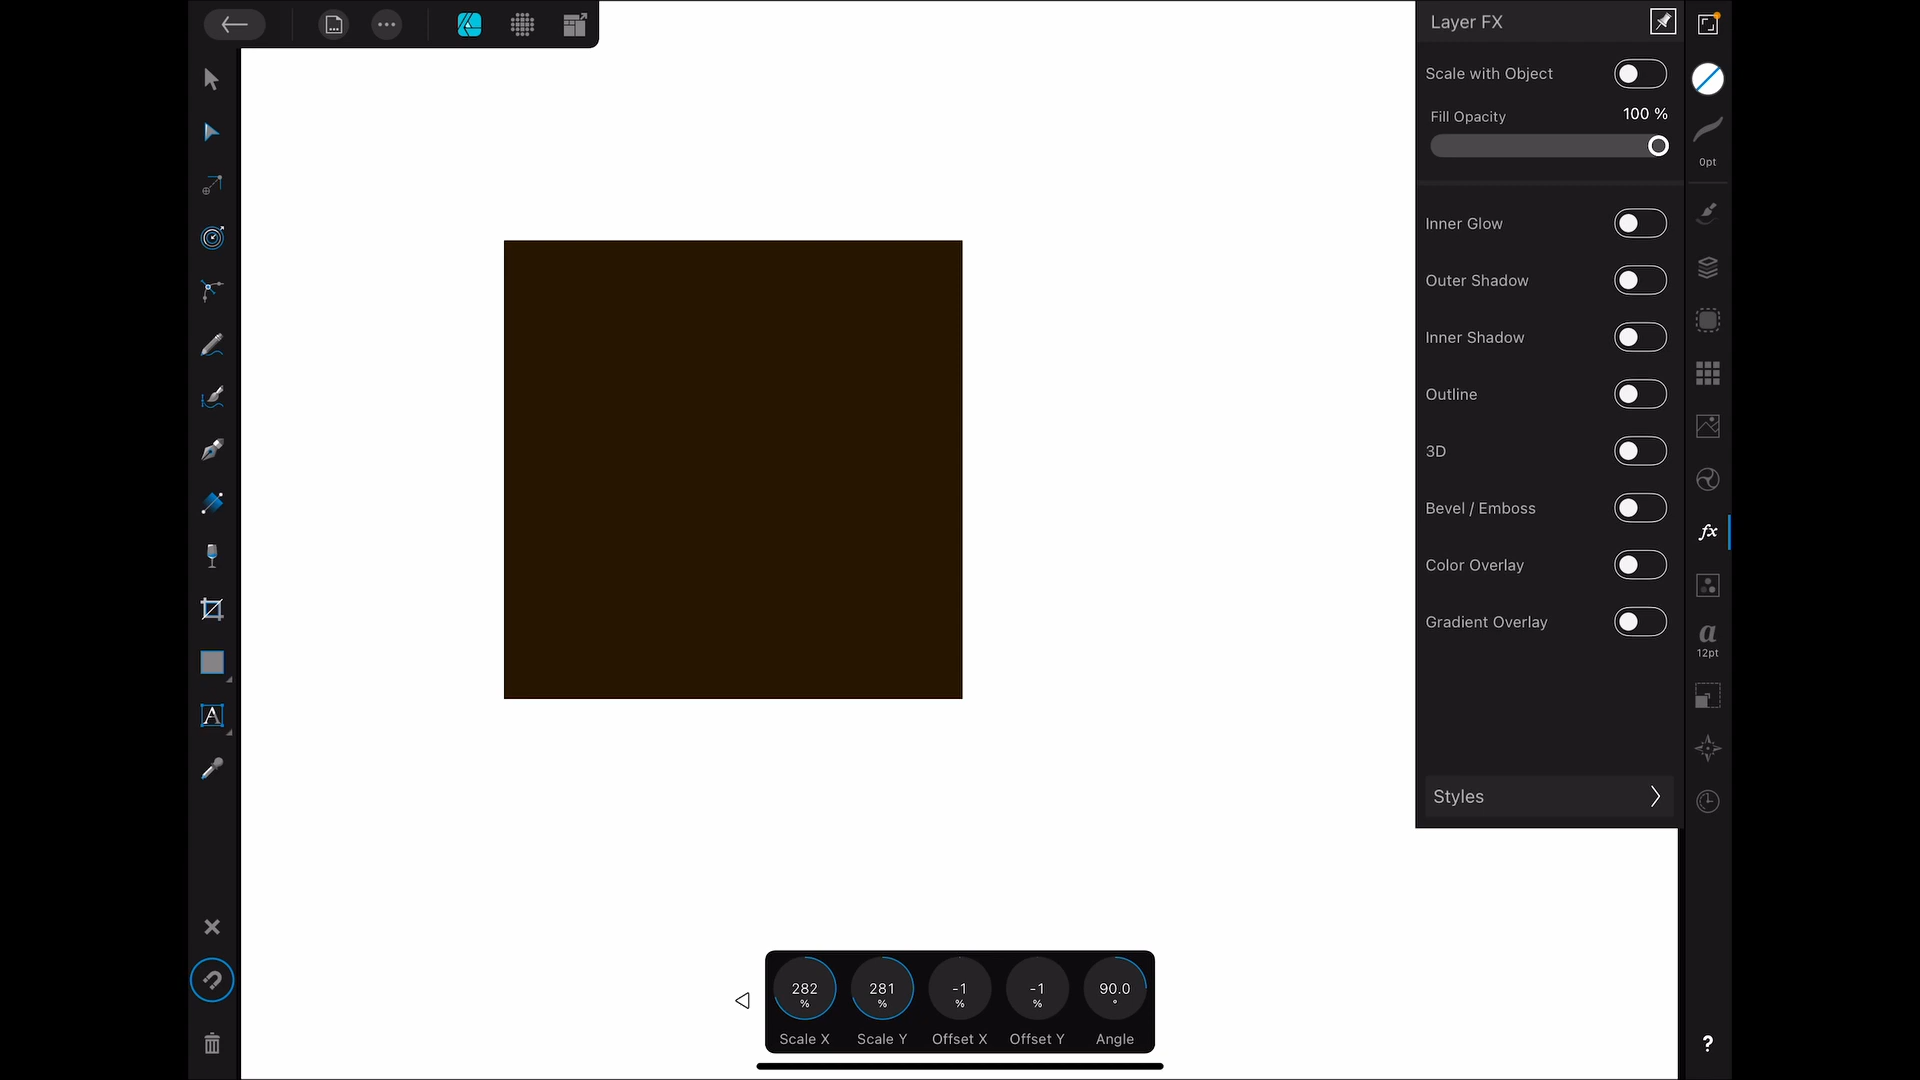 Layer FX
Scale with Object
Fill Opacity 100 %
0pt
Inner Glow
Outer Shadow
Inner Shadow
Outline
3D
Bevel / Emboss
fx
Color Overlay
Gradient Overlay
a
12pt
A
Styles
282 % 281 % -1 % -1 % 90.0 °
Scale X Scale Y Offset X Offset Y Angle
?